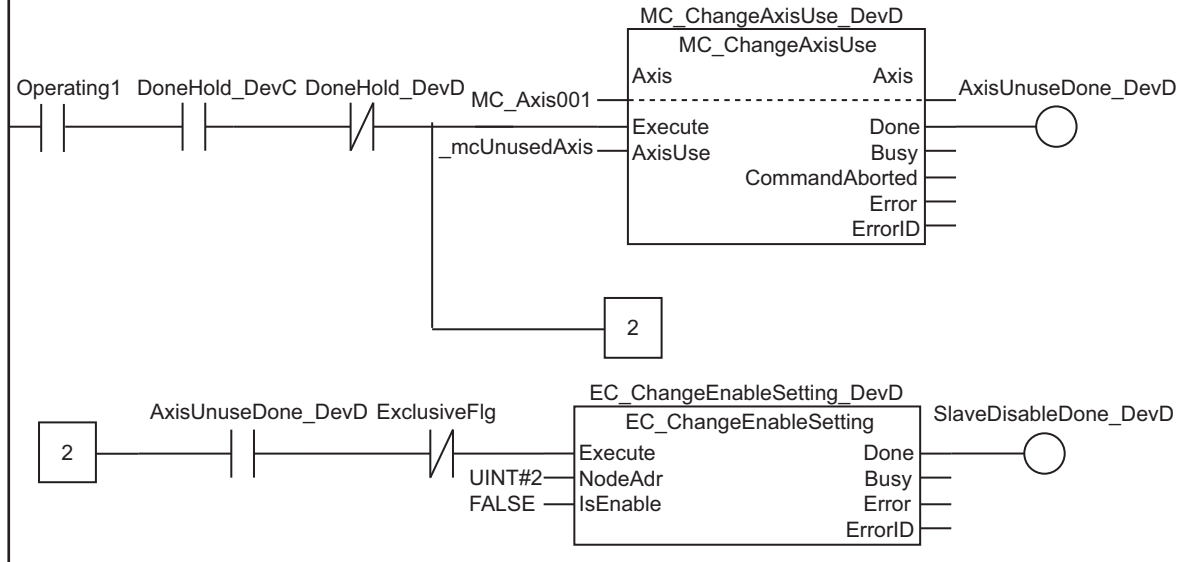 MC_ChangeAxisUse_DevD
MC_ChangeAxisUse
Operating1 DoneHold_DevC DoneHold_DevD
MC_Axis001 Axis Axis AxisUnuseDone_DevD
Execute Done
_mcUnusedAxis AxisUse Busy
CommandAborted
Error
ErrorID
2
EC_ChangeEnableSetting_DevD
AxisUnuseDone_DevD ExclusiveFlg EC_ChangeEnableSetting SlaveDisableDone_DevD
2 Execute Done
UINT#2 NodeAdr Busy
FALSE IsEnable Error
ErrorID